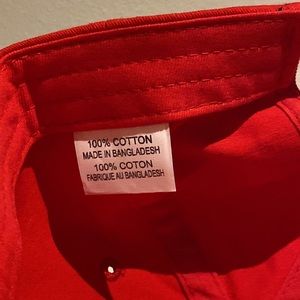 100% COTTON
MADE IN BANGLADESH
100% COTON
FABRIQUE AU BANGLADESH